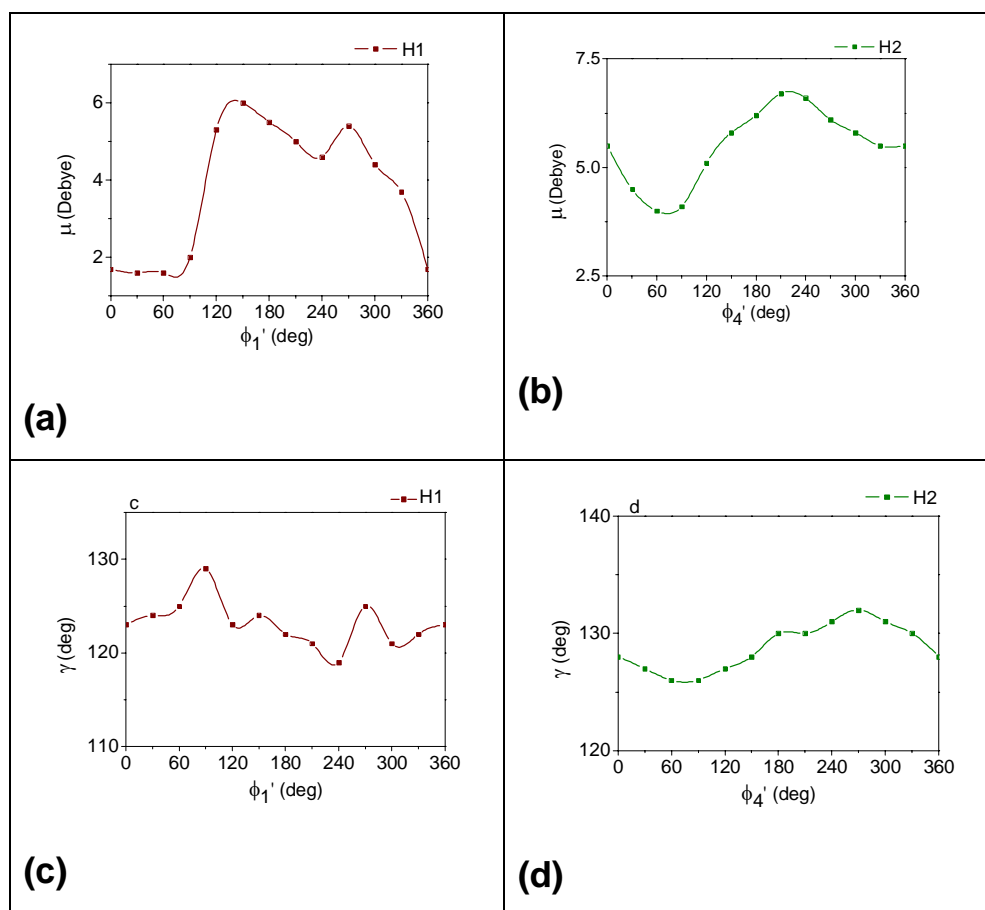 H1
μ (Debye)
6
4
2
0 60 120 180 240 300 360
ϕ1' (deg)
(a)
H2
μ (Debye)
7.5
5.0
2.5
0 60 120 180 240 300 360
ϕ4' (deg)
(b)
c
H1
γ (deg)
130
120
110
0 60 120 180 240 300 360
ϕ1' (deg)
(c)
d
H2
γ (deg)
140
130
120
0 60 120 180 240 300 360
ϕ4' (deg)
(d)